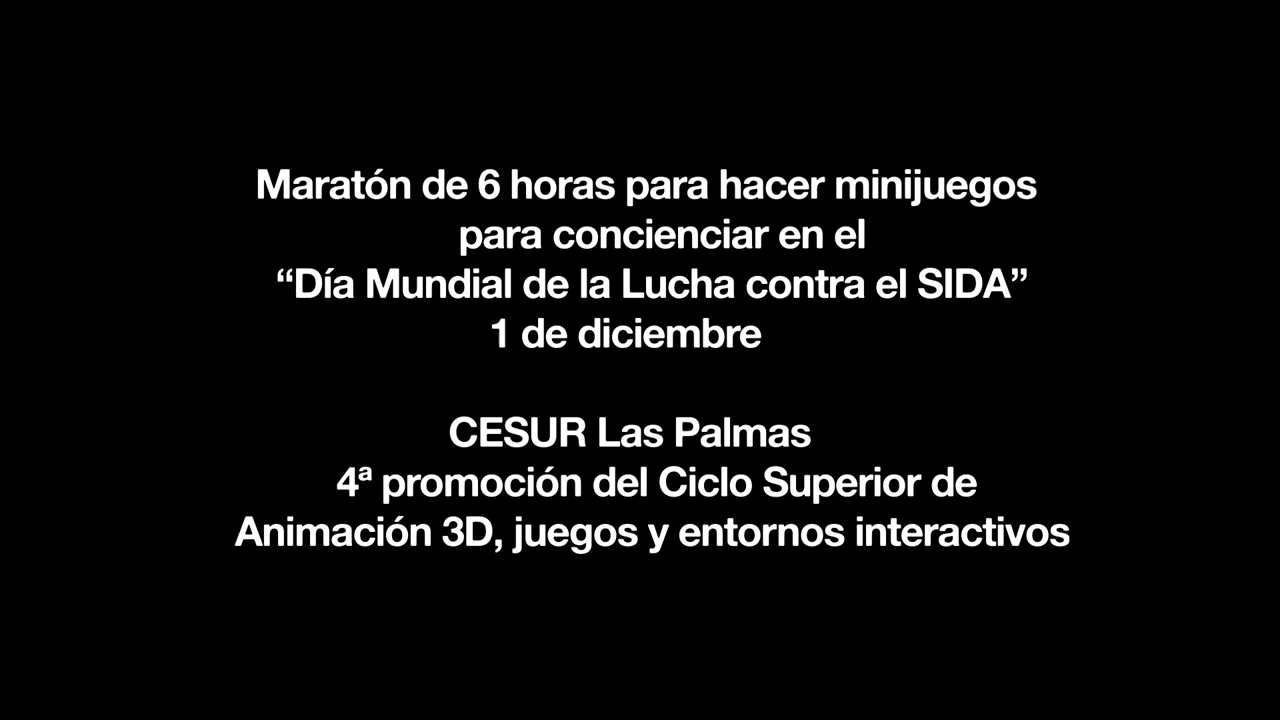 Maratón de 6 horas para hacer minijuegos
para concienciar en el
“Día Mundial de la Lucha contra el SIDA”
1 de diciembre
CESUR Las Palmas
4ª promoción del Ciclo Superior de
Animación 3D, juegos y entornos interactivos